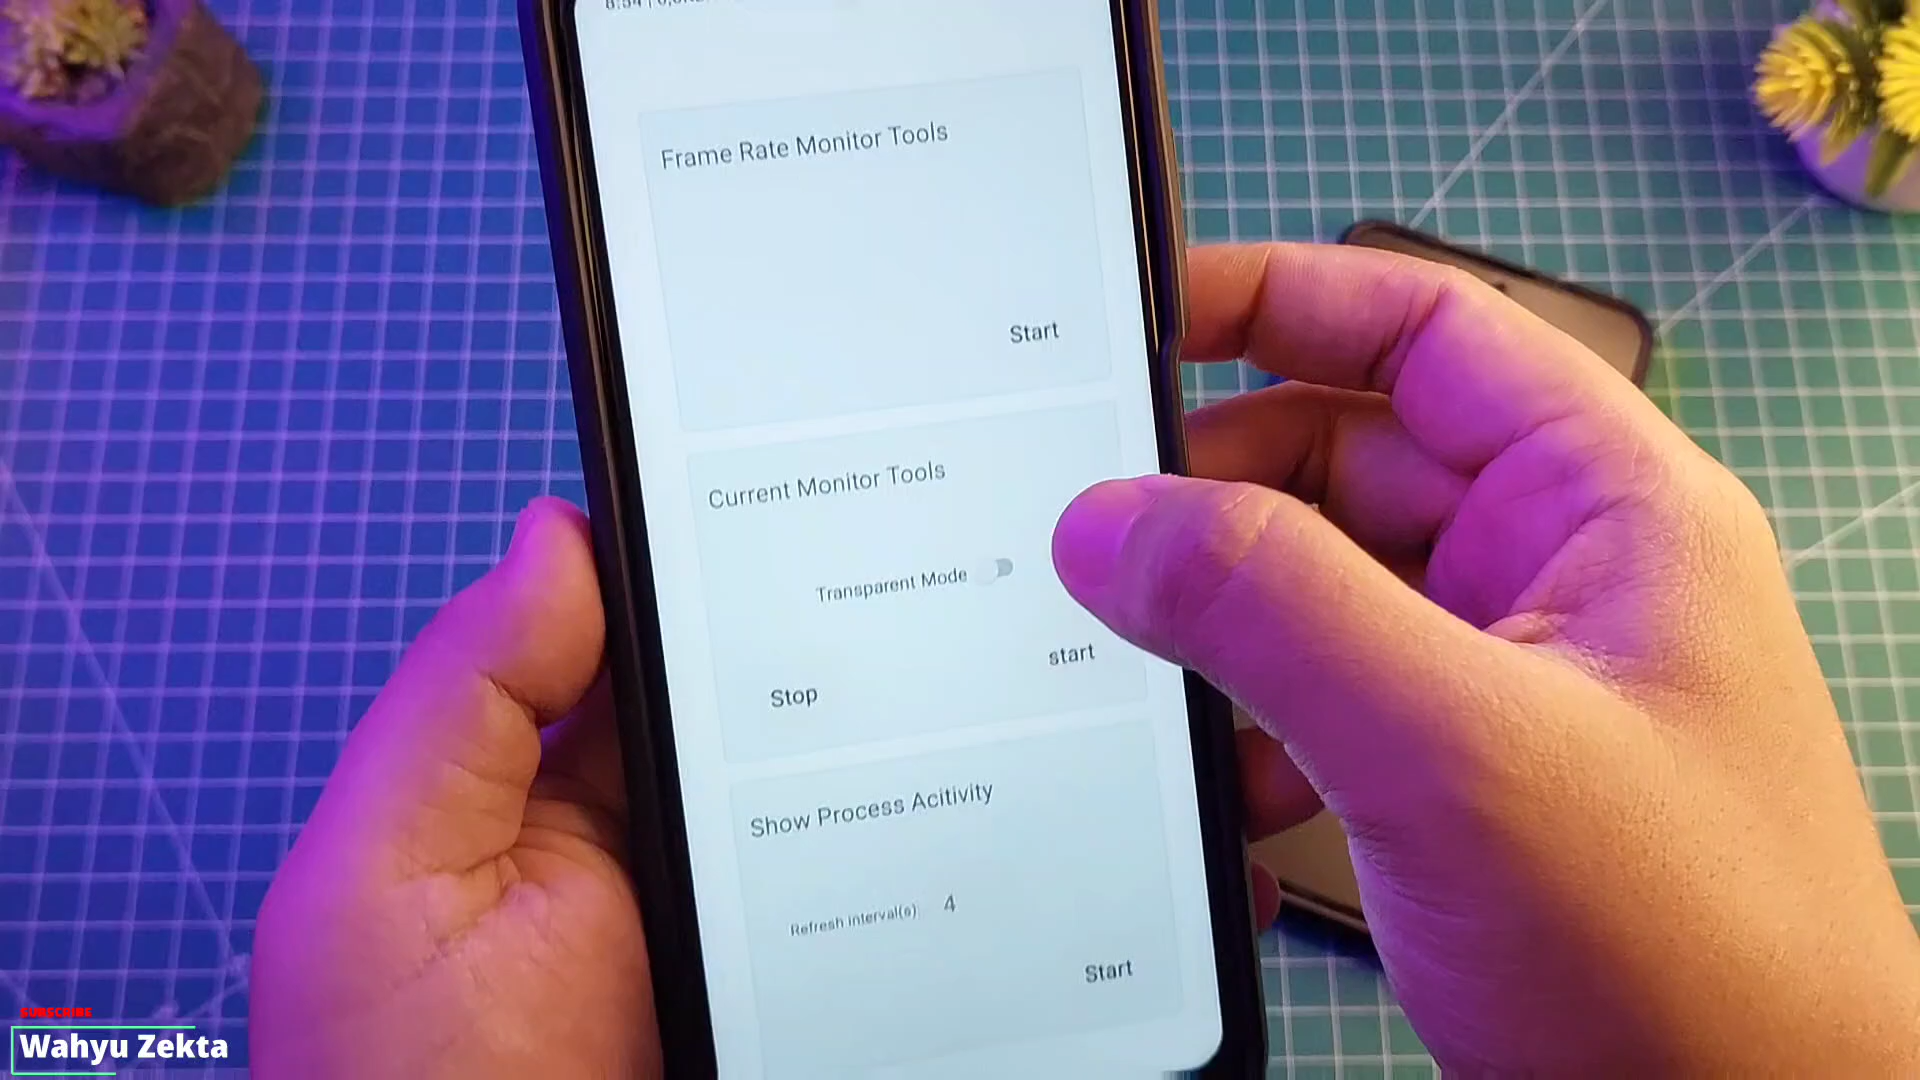 Frame Rate Monitor Tools
Start
Current Monitor Tools
Transparent Mode
start
Stop
Show Process Acitivity
Refresh interval(s): 4
Start
SUBSCRIBE
Wahyu Zekta